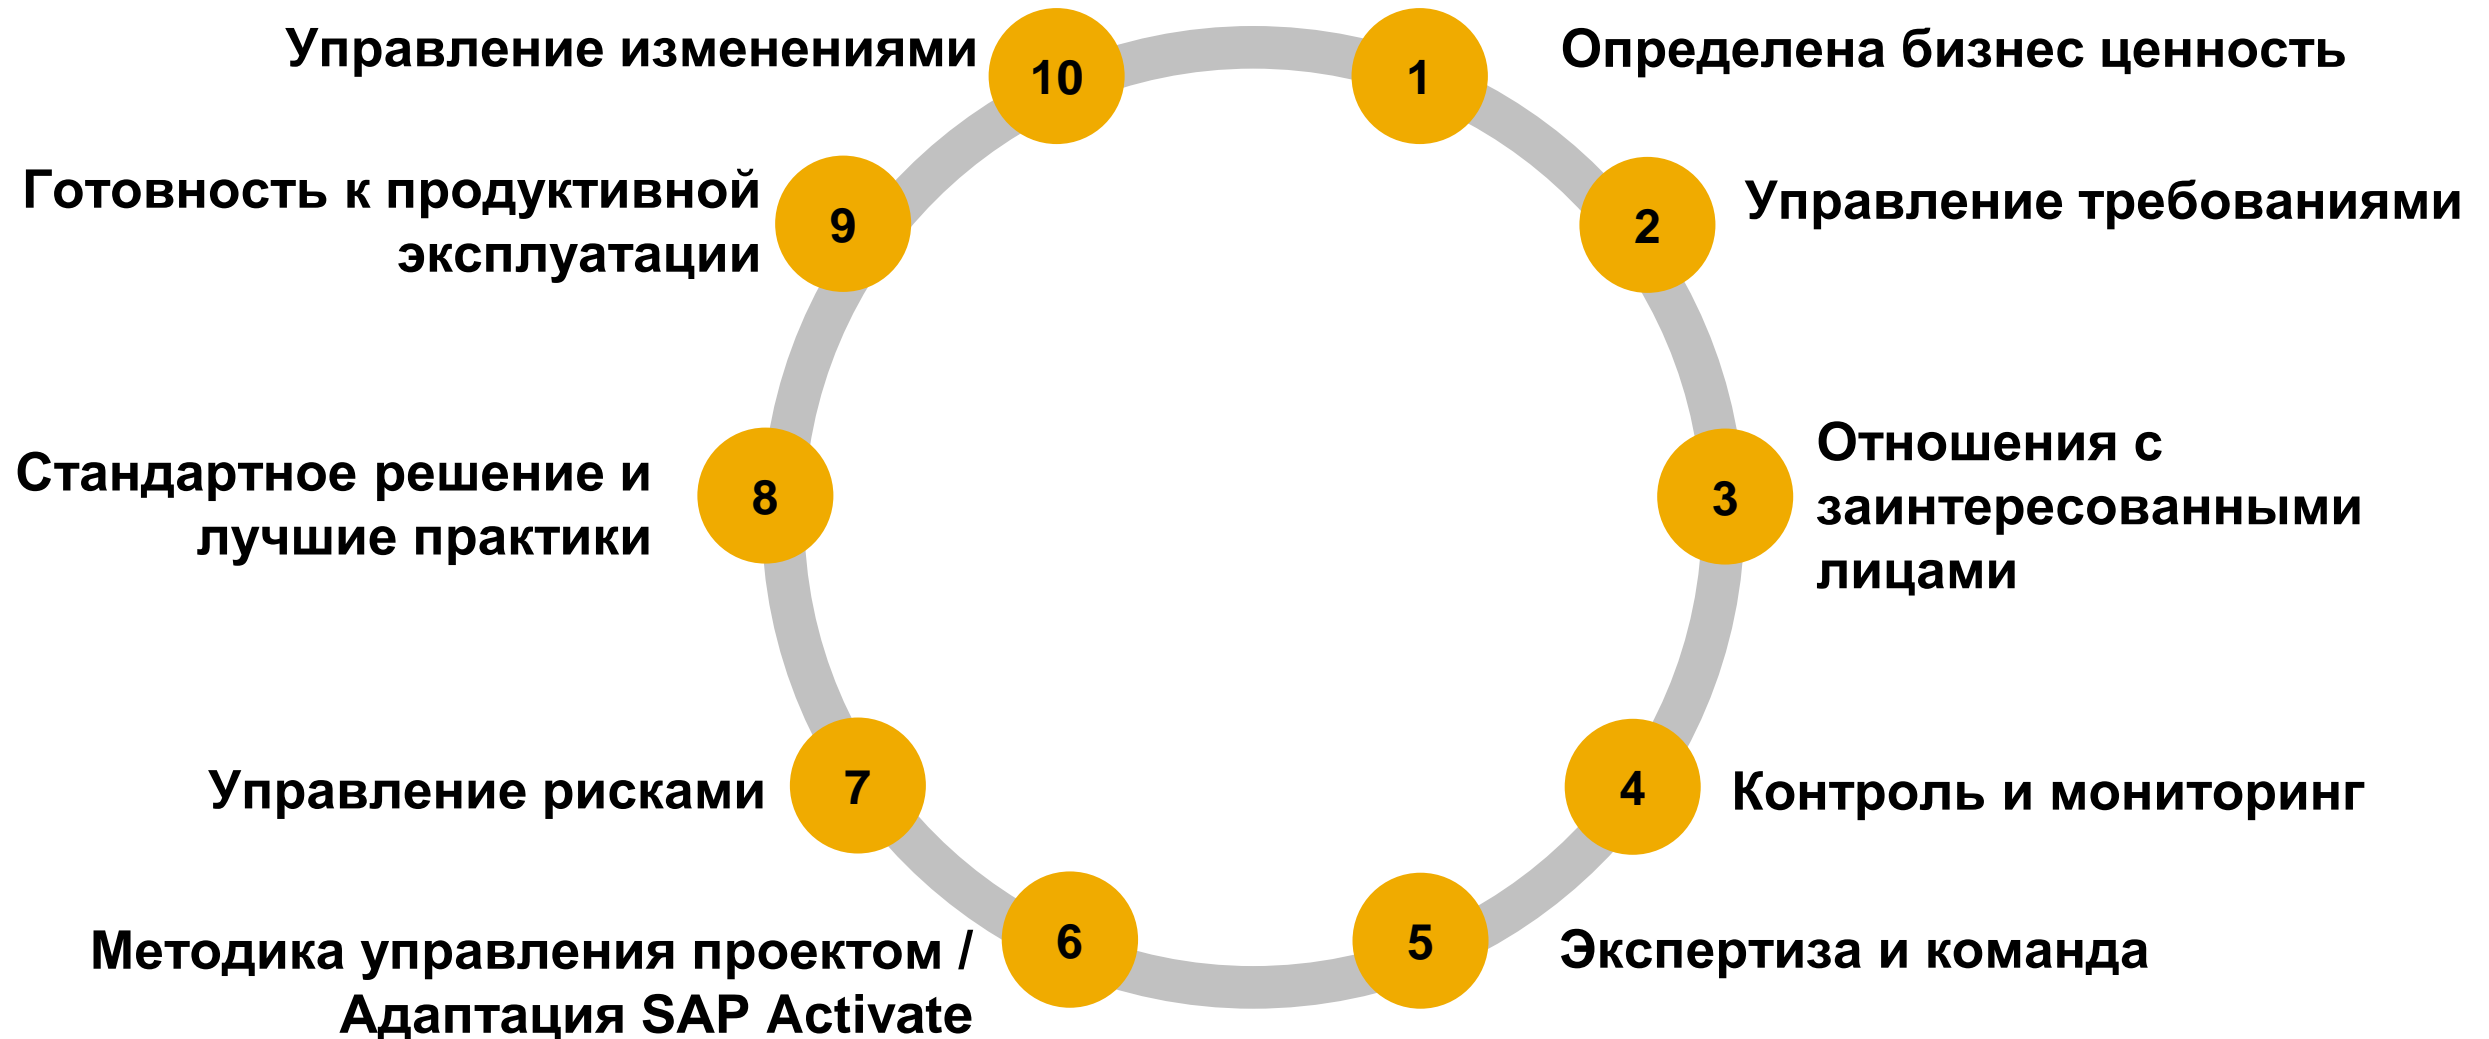 1
Определена бизнес ценность
2
Управление требованиями
3
Отношения с
заинтересованными
лицами
4
Контроль и мониторинг
5
Экспертиза и команда
6
Методика управления проектом /
Адаптация SAP Activate
7
Управление рисками
8
Стандартное решение и
лучшие практики
9
Готовность к продуктивной
эксплуатации
10
Управление изменениями